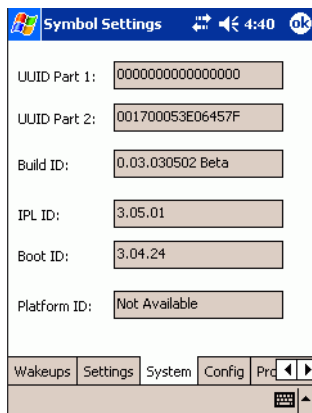 Symbol Settings 4:40 ok
UUID Part 1: 0000000000000000
UUID Part 2: 001700053E06457F
Build ID: 0.03.030502 Beta
IPL ID: 3.05.01
Boot ID: 3.04.24
Platform ID: Not Available
Wakeups Settings System Config Pro